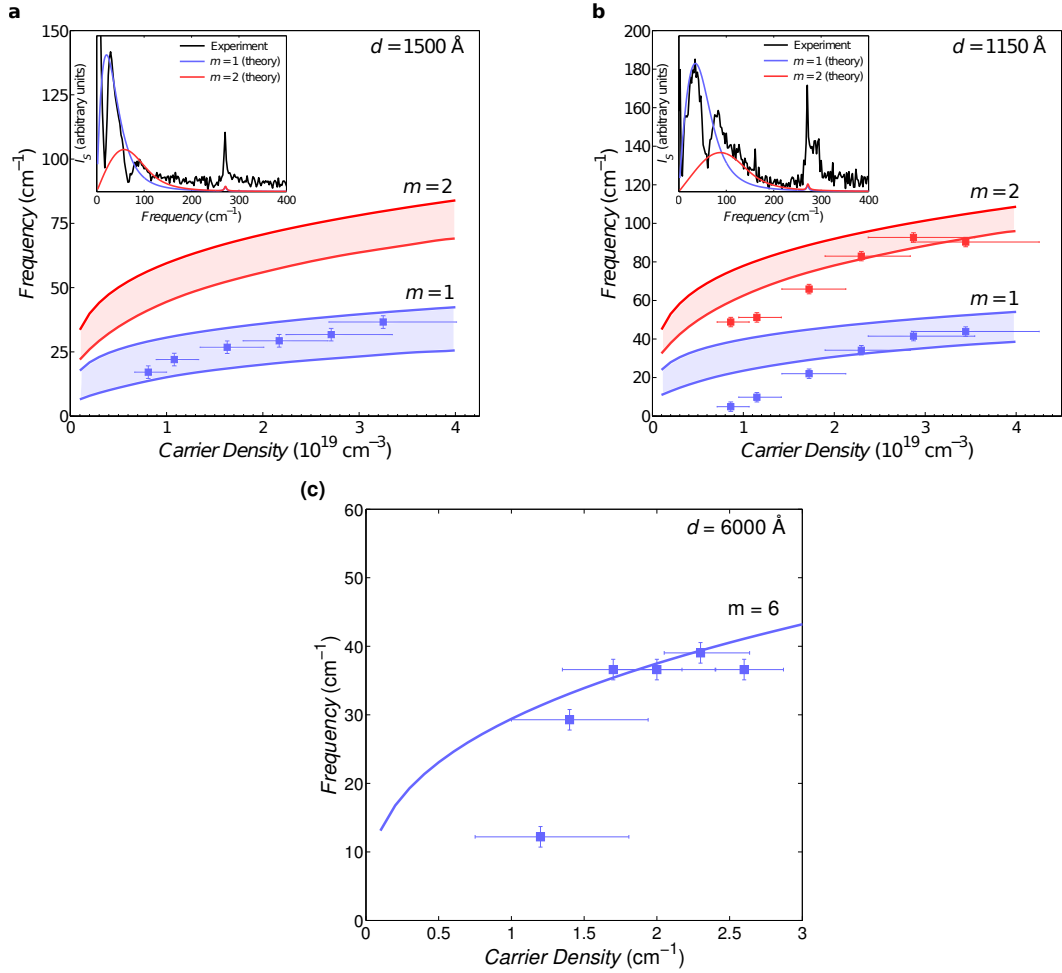 a
d = 1500 Å
Experiment
m = 1 (theory)
m = 2 (theory)
I_S (arbitrary units)
0 100 200 300 400
Frequency (cm⁻¹)
m = 2
m = 1
200
175
150
125
100
75
50
25
0
Frequency (cm⁻¹)
0 1 2 3 4
Carrier Density (10¹⁹ cm⁻³)
b
d = 1150 Å
Experiment
m = 1 (theory)
m = 2 (theory)
I_S (arbitrary units)
0 100 200 300 400
Frequency (cm⁻¹)
m = 2
m = 1
200
180
160
140
120
100
80
60
40
20
0
Frequency (cm⁻¹)
0 1 2 3 4
Carrier Density (10¹⁹ cm⁻³)
(c)
d = 6000 Å
m = 6
60
50
40
30
20
10
0
Frequency (cm⁻¹)
0 0.5 1 1.5 2 2.5 3
Carrier Density (cm⁻¹)